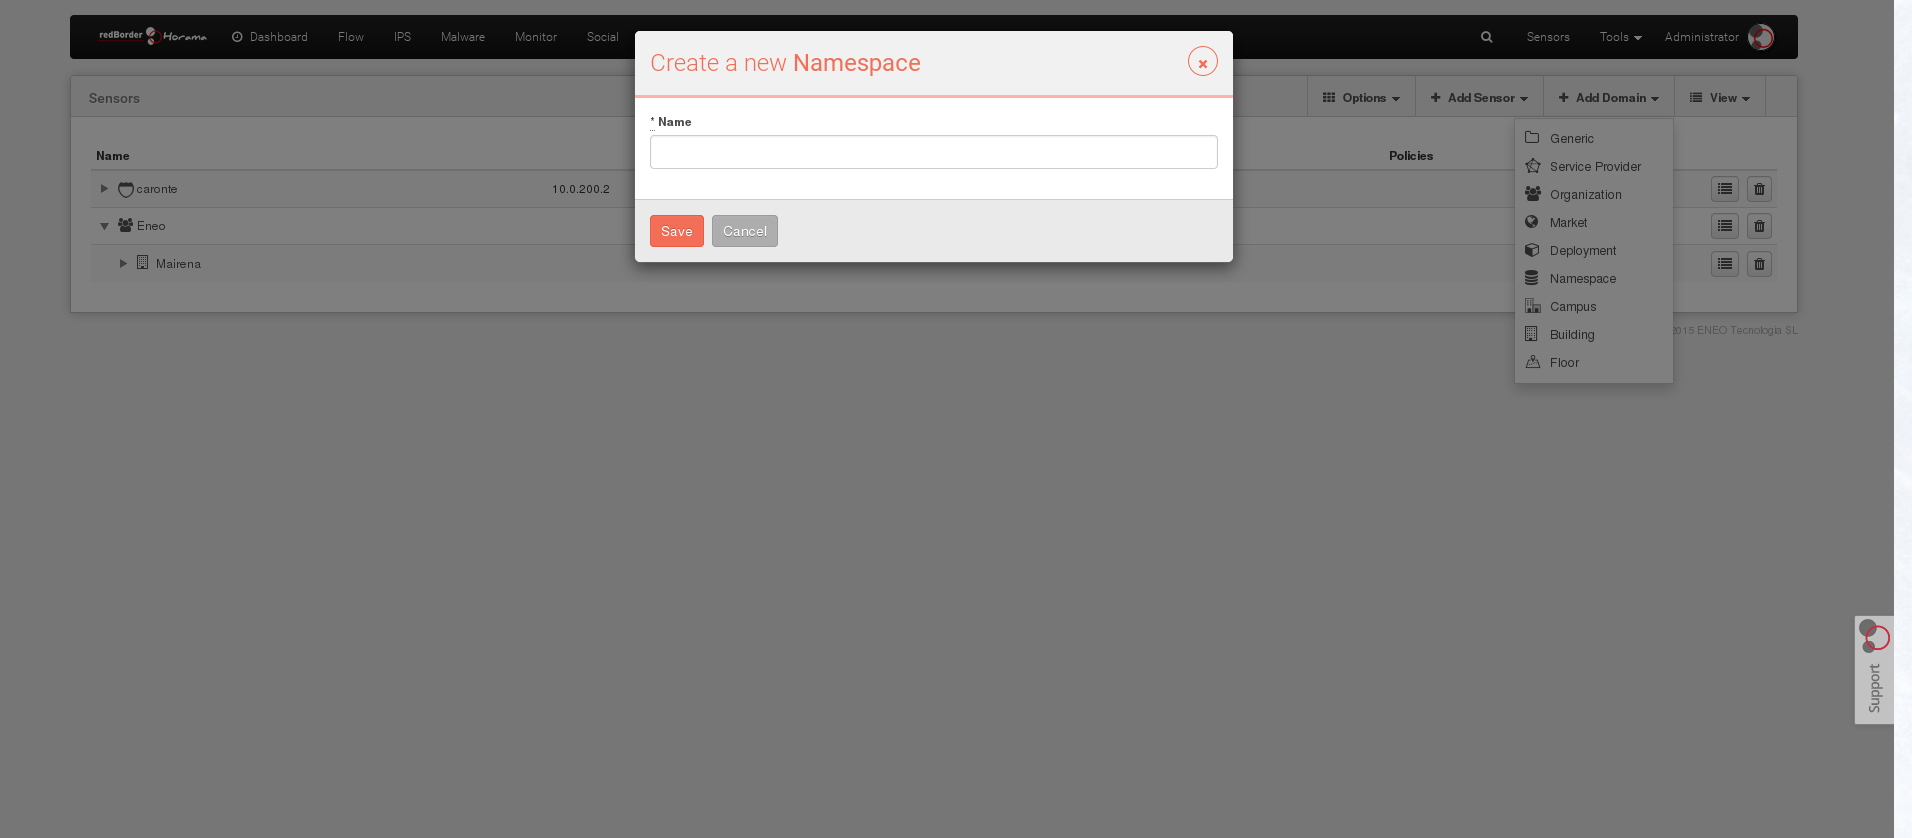 redBorder Horama Dashboard Flow IPS Malware Monitor Social Sensors Tools Administrator
Create a new Namespace
Sensors Options Add Sensor Add Domain View
* Name
Name Policies
caronte 10.0.200.2
Eneo
Mairena
Save Cancel
Generic
Service Provider
Organization
Market
Deployment
Namespace
Campus
Building
Floor
2015 ENEO Tecnologia SL
Support